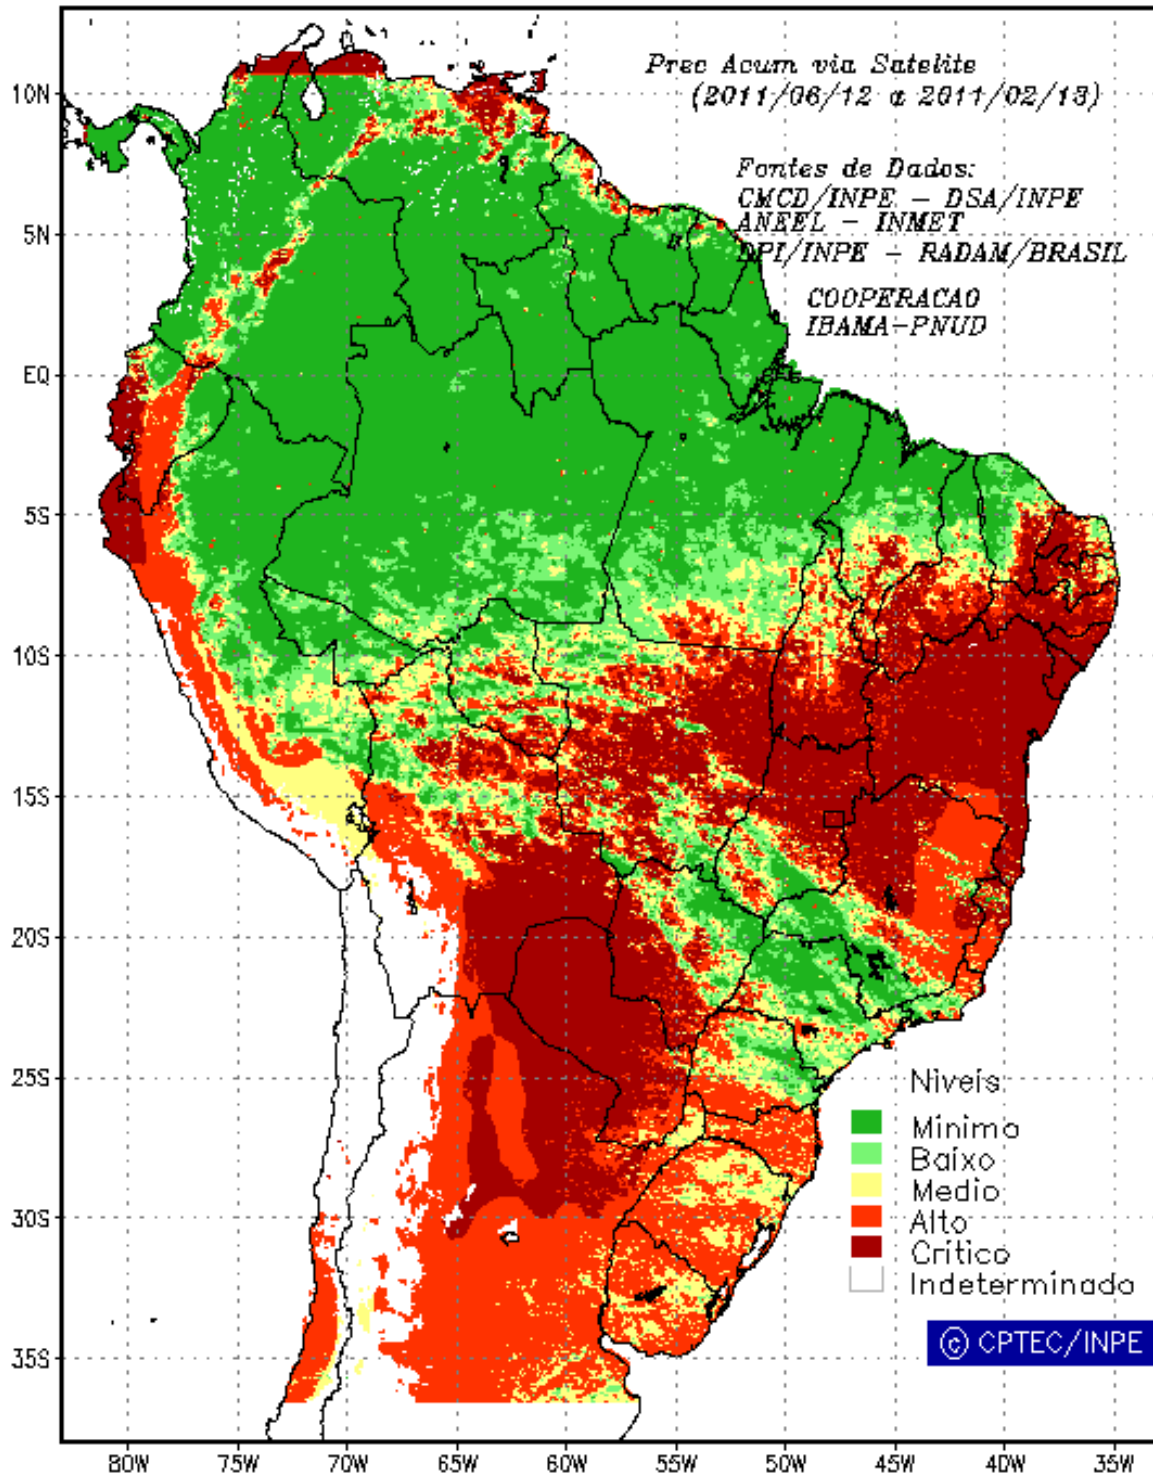 Prec Acum via Satelite
(2011/06/12 a 2011/02/13)
Fontes de Dados:
CMCD/INPE - DSA/INPE
ANEEL - INMET
DPI/INPE - RADAM/BRASIL
COOPERACAO
IBAMA-PNUD
10N
5N
EQ
5S
10S
15S
20S
25S
30S
35S
Niveis
Minimo
Baixo
Medio
Alto
Critico
Indeterminado
© CPTEC/INPE
80W 75W 70W 65W 60W 55W 50W 45W 40W 35W